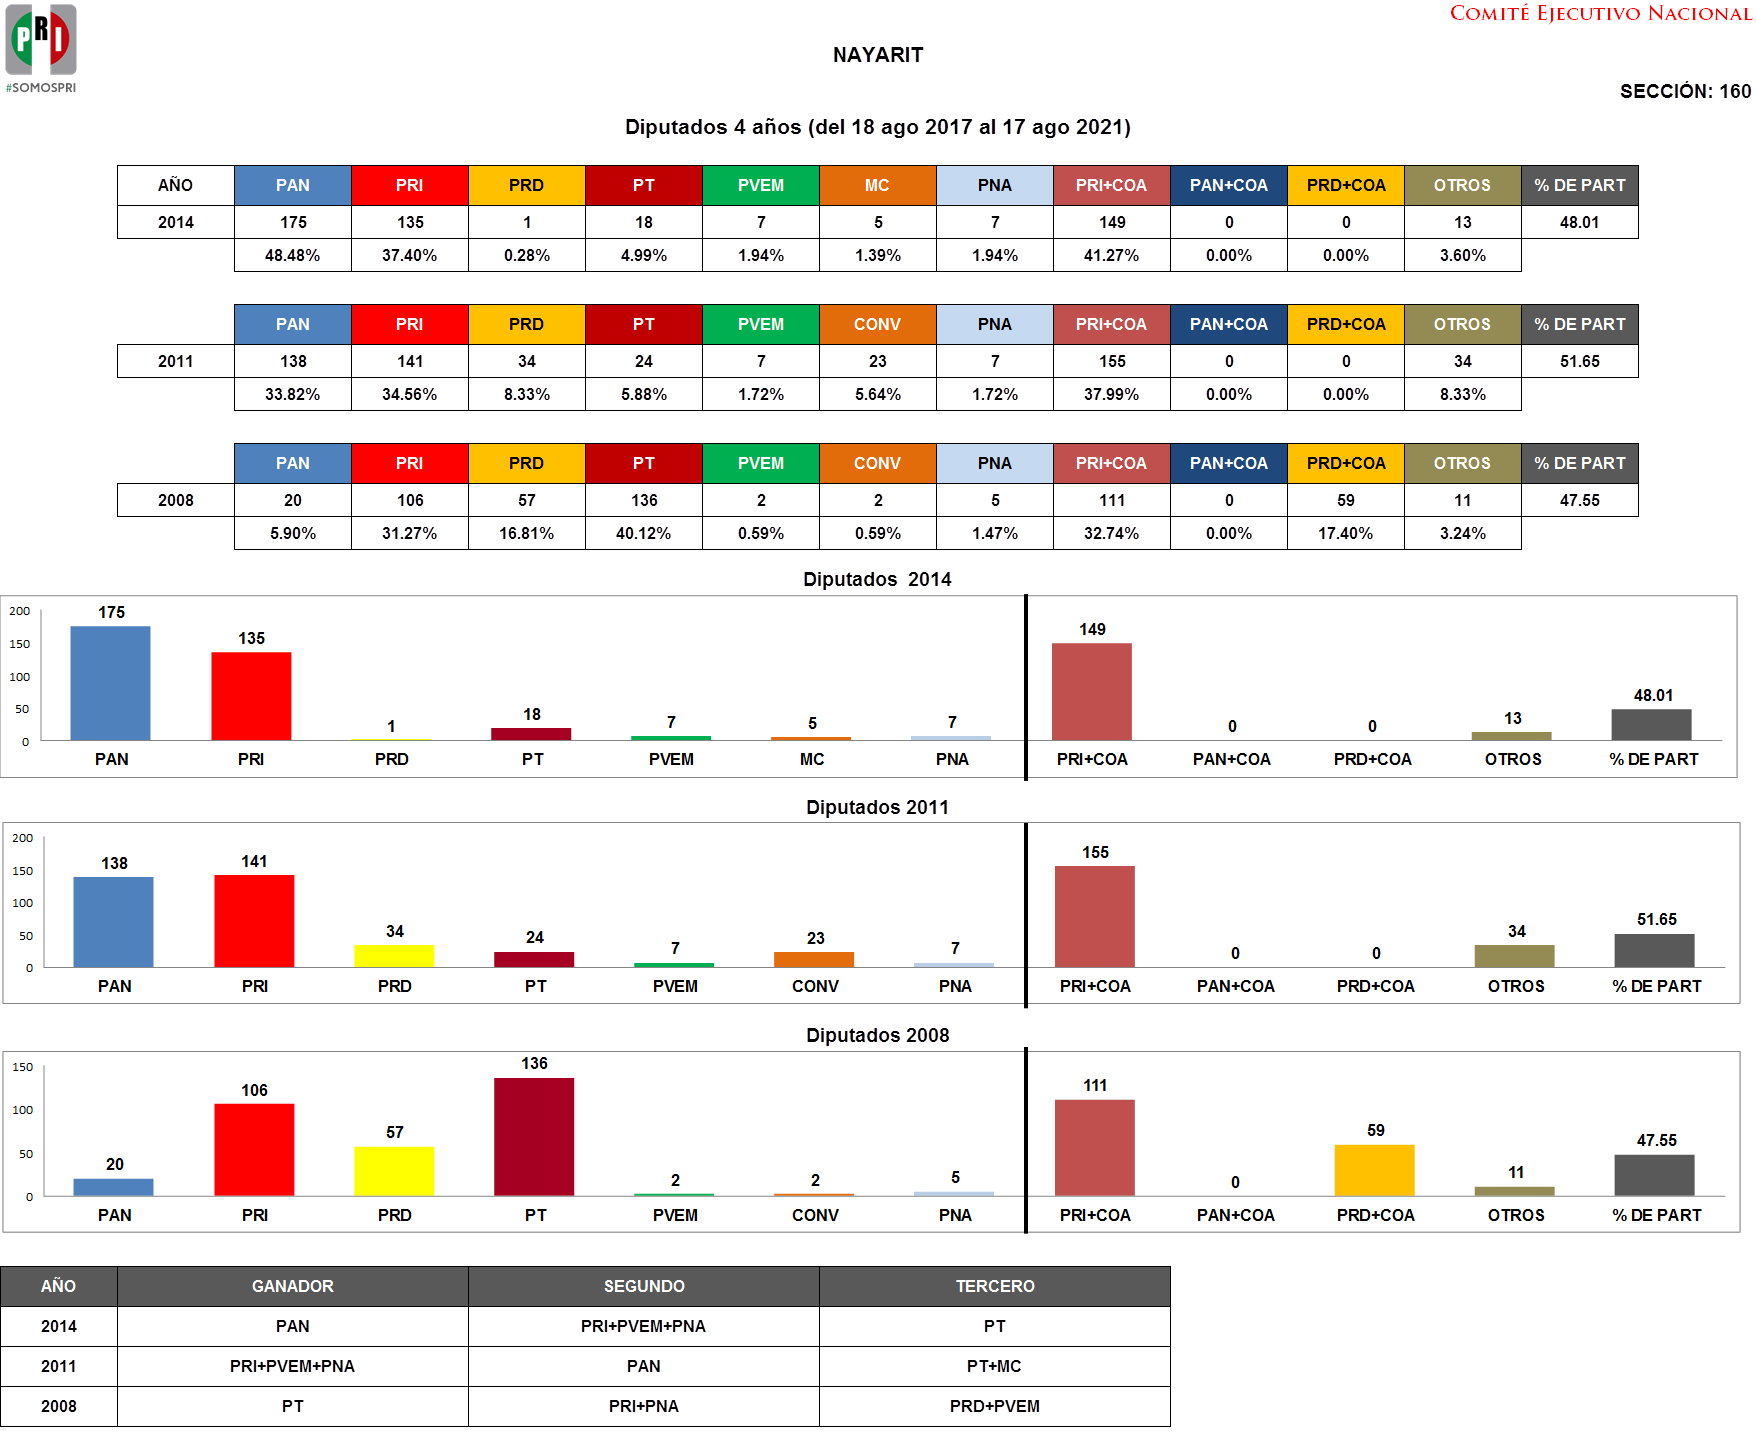 PRI
#SOMOSPRI
COMITÉ EJECUTIVO NACIONAL
NAYARIT
SECCIÓN: 160
Diputados 4 años (del 18 ago 2017 al 17 ago 2021)
AÑO PAN PRI PRD PT PVEM MC PNA PRI+COA PAN+COA PRD+COA OTROS % DE PART
2014 175 135 1 18 7 5 7 149 0 0 13 48.01
48.48% 37.40% 0.28% 4.99% 1.94% 1.39% 1.94% 41.27% 0.00% 0.00% 3.60%
PAN PRI PRD PT PVEM CONV PNA PRI+COA PAN+COA PRD+COA OTROS % DE PART
2011 138 141 34 24 7 23 7 155 0 0 34 51.65
33.82% 34.56% 8.33% 5.88% 1.72% 5.64% 1.72% 37.99% 0.00% 0.00% 8.33%
PAN PRI PRD PT PVEM CONV PNA PRI+COA PAN+COA PRD+COA OTROS % DE PART
2008 20 106 57 136 2 2 5 111 0 59 11 47.55
5.90% 31.27% 16.81% 40.12% 0.59% 0.59% 1.47% 32.74% 0.00% 17.40% 3.24%
Diputados 2014
200
150
100
50
0
175 135 1 18 7 5 7 149 0 0 13 48.01
PAN PRI PRD PT PVEM MC PNA PRI+COA PAN+COA PRD+COA OTROS % DE PART
Diputados 2011
200
150
100
50
0
138 141 34 24 7 23 7 155 0 0 34 51.65
PAN PRI PRD PT PVEM CONV PNA PRI+COA PAN+COA PRD+COA OTROS % DE PART
Diputados 2008
150
100
50
0
20 106 57 136 2 2 5 111 0 59 11 47.55
PAN PRI PRD PT PVEM CONV PNA PRI+COA PAN+COA PRD+COA OTROS % DE PART
AÑO GANADOR SEGUNDO TERCERO
2014 PAN PRI+PVEM+PNA PT
2011 PRI+PVEM+PNA PAN PT+MC
2008 PT PRI+PNA PRD+PVEM